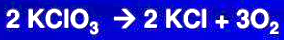 2 KClO₃ → 2 KCl + 3O₂